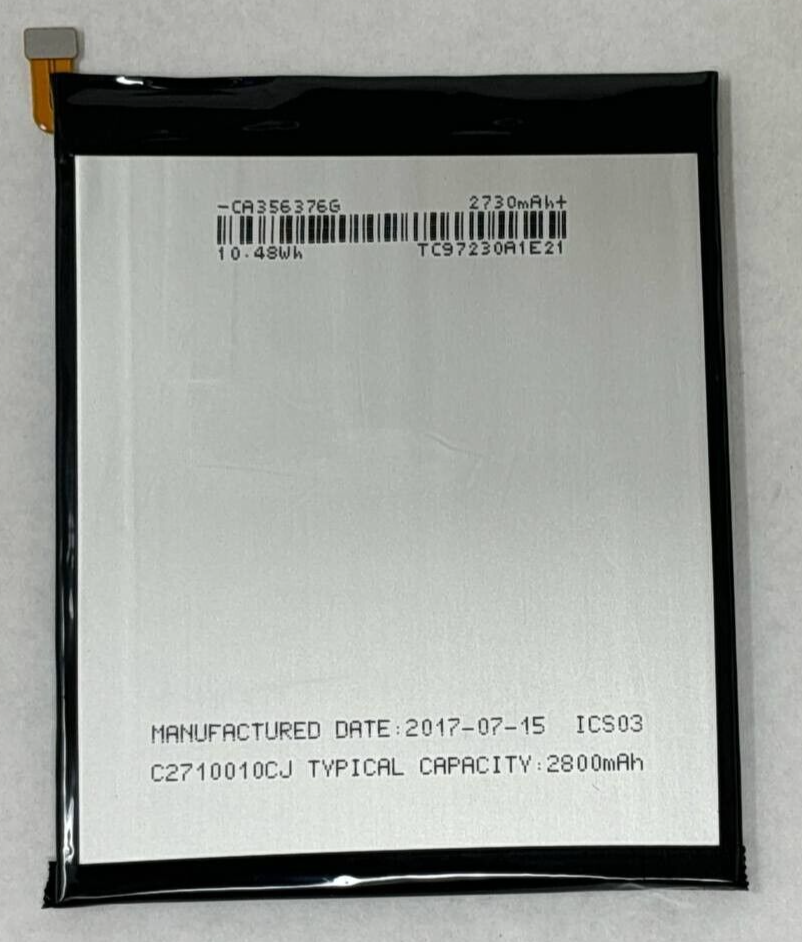 -CA356376G 2730mAh+
10.48Wh TC97230A1E21
MANUFACTURED DATE:2017-07-15 ICS03
C2710010CJ TYPICAL CAPACITY:2800mAh